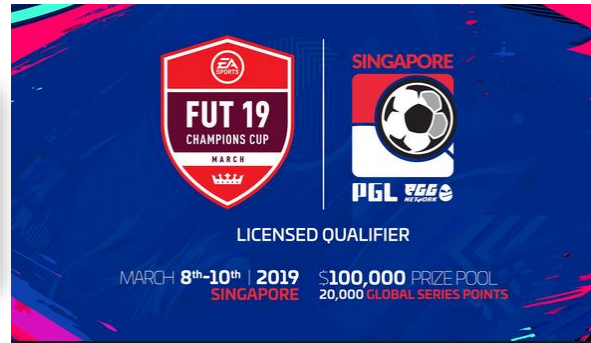 EA
SPORTS
FUT 19
CHAMPIONS CUP
MARCH
SINGAPORE
PGL EGG
NETWORK
LICENSED QUALIFIER
MARCH 8th-10th | 2019
SINGAPORE
$100,000 PRIZE POOL
20,000 GLOBAL SERIES POINTS